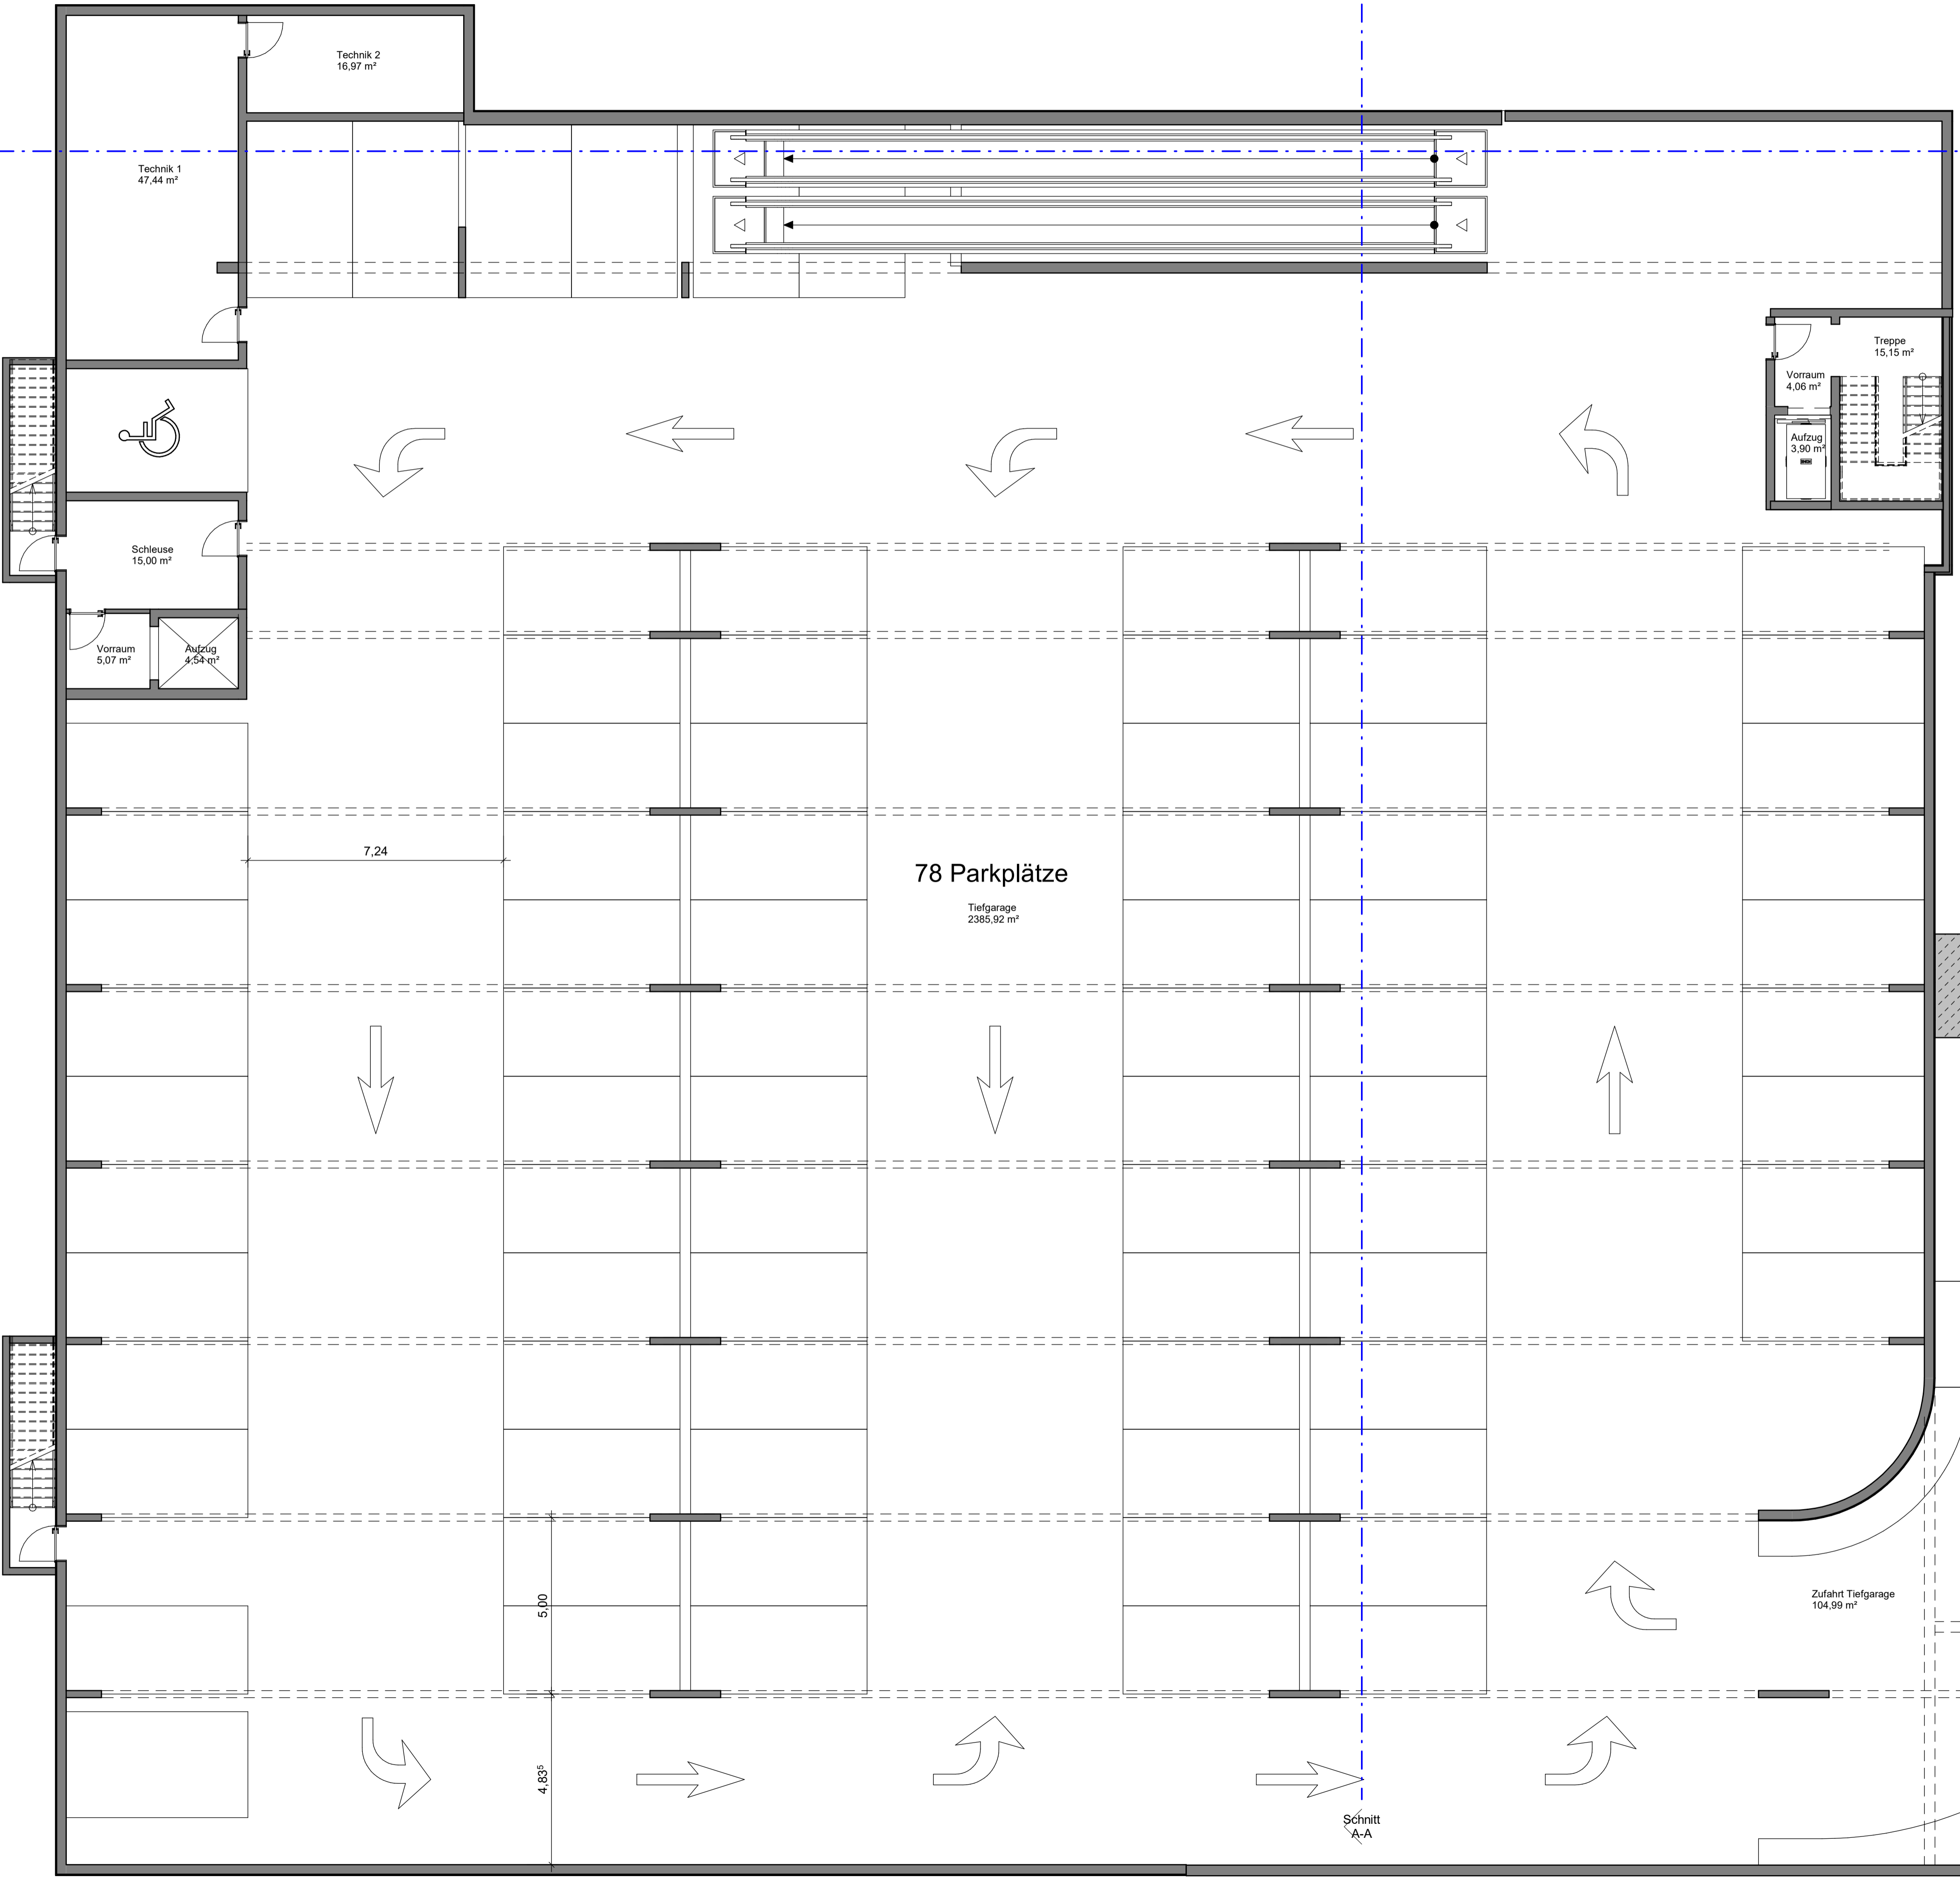 Technik 2
16,97 m²
Technik 1
47,44 m²
Treppe
15,15 m²
Vorraum
4,06 m²
Aufzug
3,90 m²
Schleuse
15,00 m²
Vorraum
5,07 m²
Aufzug
4,54 m²
7,24
78 Parkplätze
Tiefgarage
2385,92 m²
5,00
Zufahrt Tiefgarage
104,99 m²
4,83⁵
Schnitt
A-A